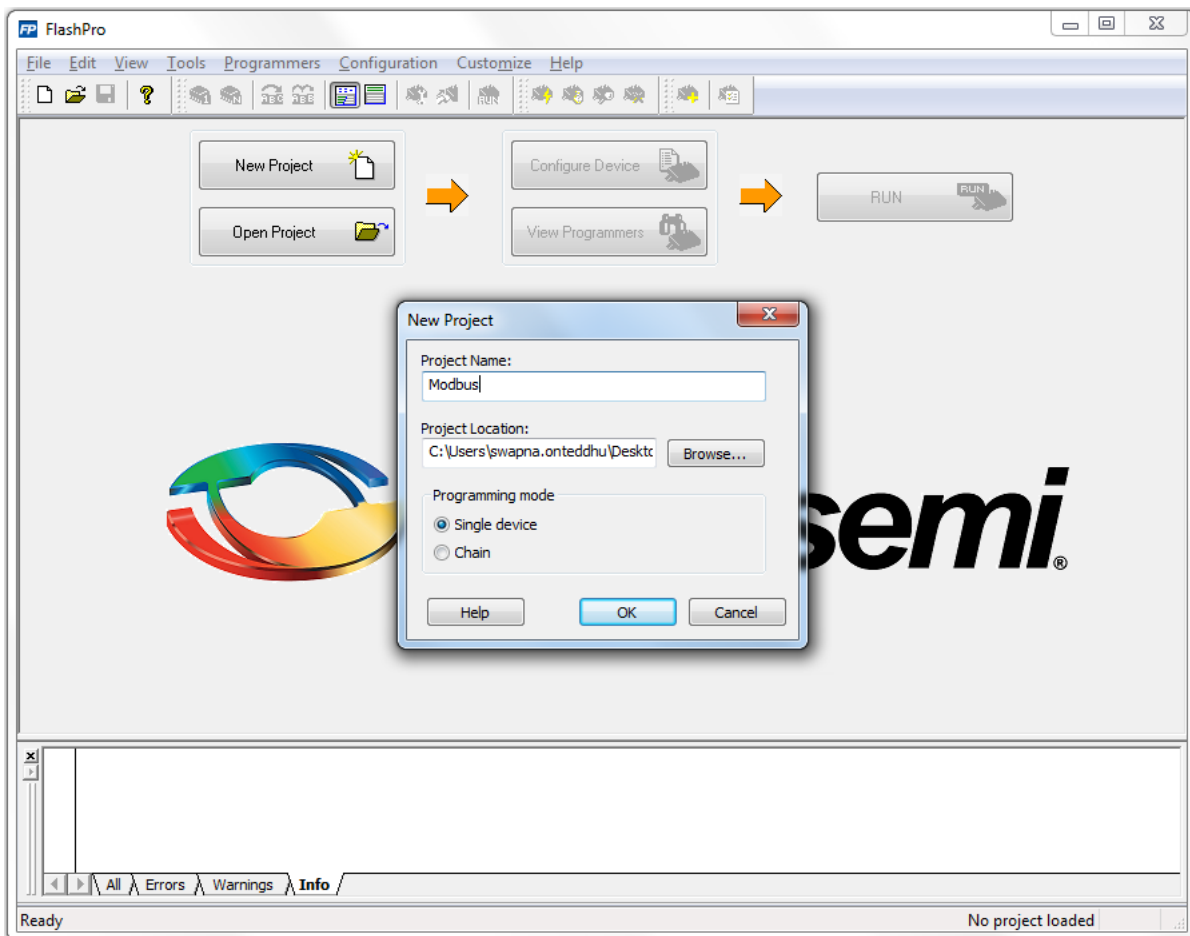 FP FlashPro
File Edit View Tools Programmers Configuration Customize Help
New Project
Configure Device
RUN
RUN
Open Project
View Programmers
New Project
Project Name:
Modbus
Project Location:
C:\Users\swapna.onteddhu\Deskto
Browse...
Programming mode
Single device
Chain
Help
OK
Cancel
semi®
All
Errors
Warnings
Info
Ready
No project loaded